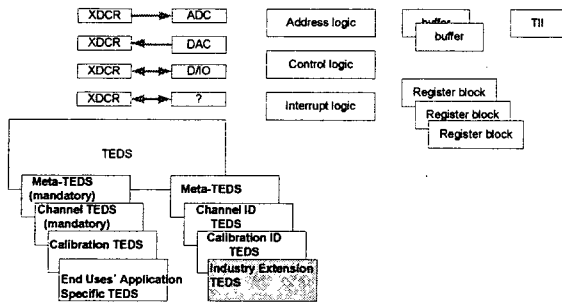 XDCR ADC Address logic buffer TII
XDCR DAC buffer
XDCR D/IO Control logic
XDCR ? Interrupt logic Register block
Register block
Register block
TEDS
Meta-TEDS
(mandatory)
Channel TEDS
(mandatory)
Calibration TEDS
End Uses' Application
Specific TEDS
Meta-TEDS
Channel ID
TEDS
Calibration ID
TEDS
Industry Extension
TEDS